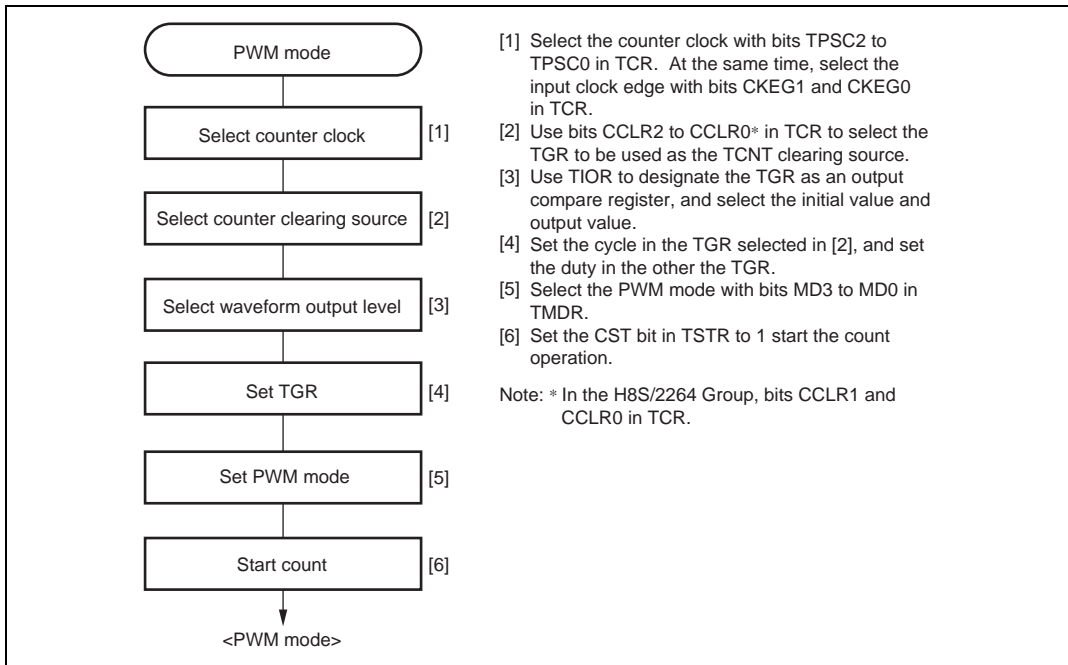 PWM mode
Select counter clock [1]
Select counter clearing source [2]
Select waveform output level [3]
Set TGR [4]
Set PWM mode [5]
Start count [6]
<PWM mode>
[1] Select the counter clock with bits TPSC2 to
TPSC0 in TCR. At the same time, select the
input clock edge with bits CKEG1 and CKEG0
in TCR.
[2] Use bits CCLR2 to CCLR0* in TCR to select the
TGR to be used as the TCNT clearing source.
[3] Use TIOR to designate the TGR as an output
compare register, and select the initial value and
output value.
[4] Set the cycle in the TGR selected in [2], and set
the duty in the other the TGR.
[5] Select the PWM mode with bits MD3 to MD0 in
TMDR.
[6] Set the CST bit in TSTR to 1 start the count
operation.
Note: * In the H8S/2264 Group, bits CCLR1 and
CCLR0 in TCR.